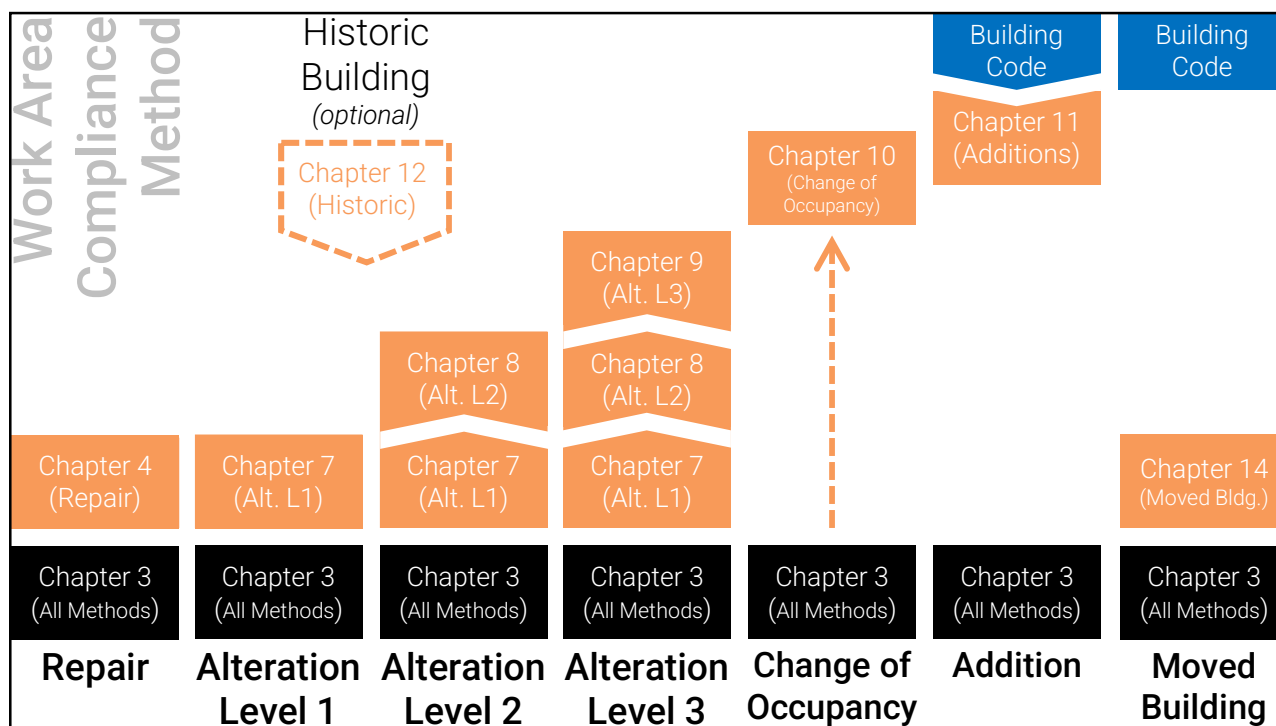 Work Area
Compliance
Method
Historic
Building
(optional)
Chapter 12
(Historic)
Building
Code
Building
Code
Chapter 11
(Additions)
Chapter 10
(Change of
Occupancy)
Chapter 9
(Alt. L3)
Chapter 8
(Alt. L2)
Chapter 8
(Alt. L2)
Chapter 4
(Repair)
Chapter 7
(Alt. L1)
Chapter 7
(Alt. L1)
Chapter 7
(Alt. L1)
Chapter 14
(Moved Bldg.)
Chapter 3
(All Methods)
Chapter 3
(All Methods)
Chapter 3
(All Methods)
Chapter 3
(All Methods)
Chapter 3
(All Methods)
Chapter 3
(All Methods)
Chapter 3
(All Methods)
Repair
Alteration
Level 1
Alteration
Level 2
Alteration
Level 3
Change of
Occupancy
Addition
Moved
Building